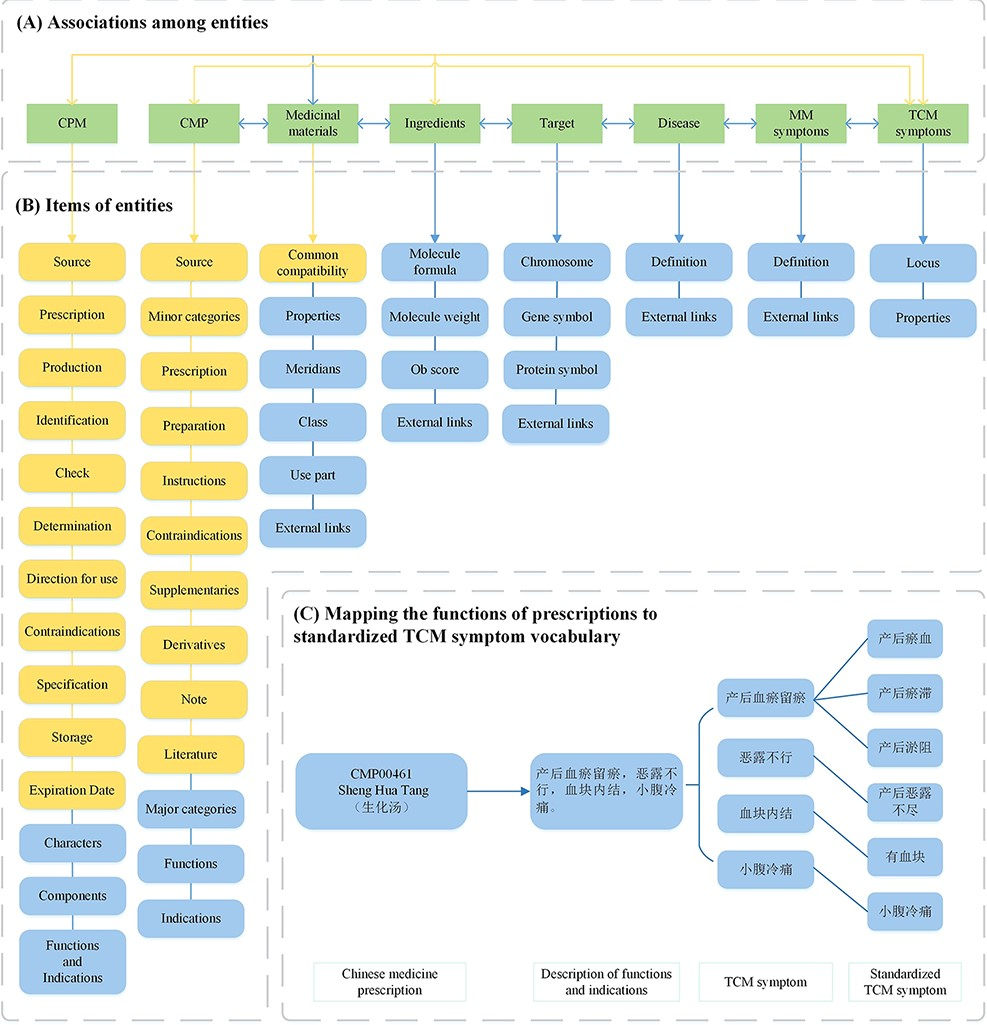 (A) Associations among entities
CPM
CMP
Medicinal
materials
Ingredients
Target
Disease
MM
symptoms
TCM
symptoms
(B) Items of entities
Source
Prescription
Production
Identification
Check
Determination
Direction for use
Contraindications
Specification
Storage
Expiration Date
Characters
Components
Functions
and
Indications
Source
Minor categories
Prescription
Preparation
Instructions
Contraindications
Supplementaries
Derivatives
Note
Literature
Major categories
Functions
Indications
Common
compatibility
Properties
Meridians
Class
Use part
External links
Molecule
formula
Molecule weight
Ob score
External links
Chromosome
Gene symbol
Protein symbol
External links
Definition
External links
Definition
External links
Locus
Properties
(C) Mapping the functions of prescriptions to
standardized TCM symptom vocabulary
CMP00461
Sheng Hua Tang
（生化汤）
产后血瘀留瘀，恶露不
行，血块内结，小腹冷
痛。
产后血瘀留瘀
恶露不行
血块内结
小腹冷痛
产后瘀血
产后瘀滞
产后淤阻
产后恶露
不尽
有血块
小腹冷痛
Chinese medicine
prescription
Description of functions
and indications
TCM symptom
Standardized
TCM symptom